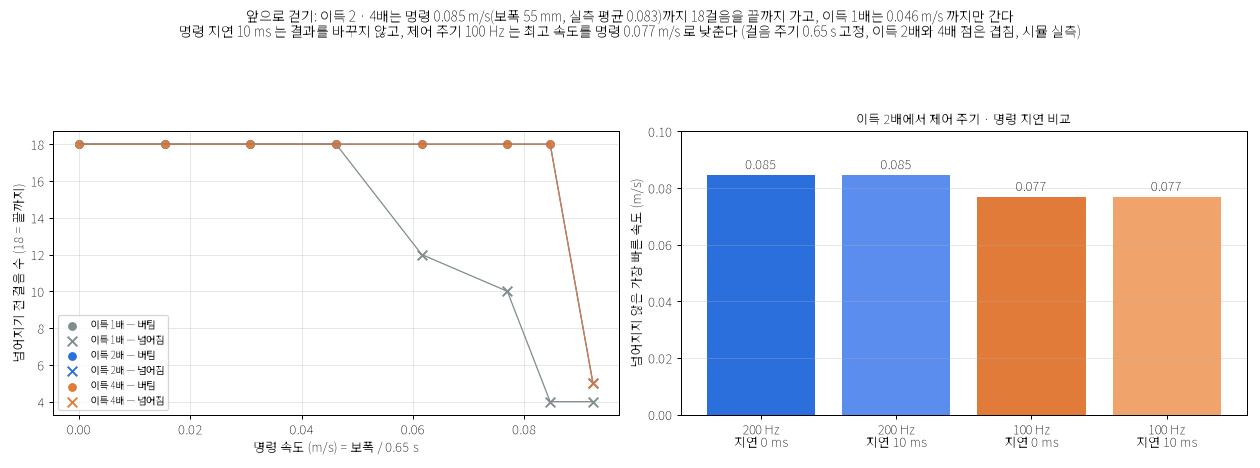 앞으로 걷기: 이득 2 · 4배는 명령 0.085 m/s(보폭 55 mm, 실측 평균 0.083)까지 18걸음을 끝까지 가고, 이득 1배는 0.046 m/s 까지만 간다
명령 지연 10 ms 는 결과를 바꾸지 않고, 제어 주기 100 Hz 는 최고 속도를 명령 0.077 m/s 로 낮춘다 (걸음 주기 0.65 s 고정, 이득 2배와 4배 점은 겹침, 시뮬 실측)
넘어지기 전 걸음 수 (18 = 끝까지)
18
16
14
12
10
8
6
4
이득 1배 — 버팀
이득 1배 — 넘어짐
이득 2배 — 버팀
이득 2배 — 넘어짐
이득 4배 — 버팀
이득 4배 — 넘어짐
0.00
0.02
0.04
0.06
0.08
명령 속도 (m/s) = 보폭 / 0.65 s
이득 2배에서 제어 주기 · 명령 지연 비교
넘어지지 않은 가장 빠른 속도 (m/s)
0.10
0.08
0.06
0.04
0.02
0.00
0.085
0.085
0.077
0.077
200 Hz
지연 0 ms
200 Hz
지연 10 ms
100 Hz
지연 0 ms
100 Hz
지연 10 ms